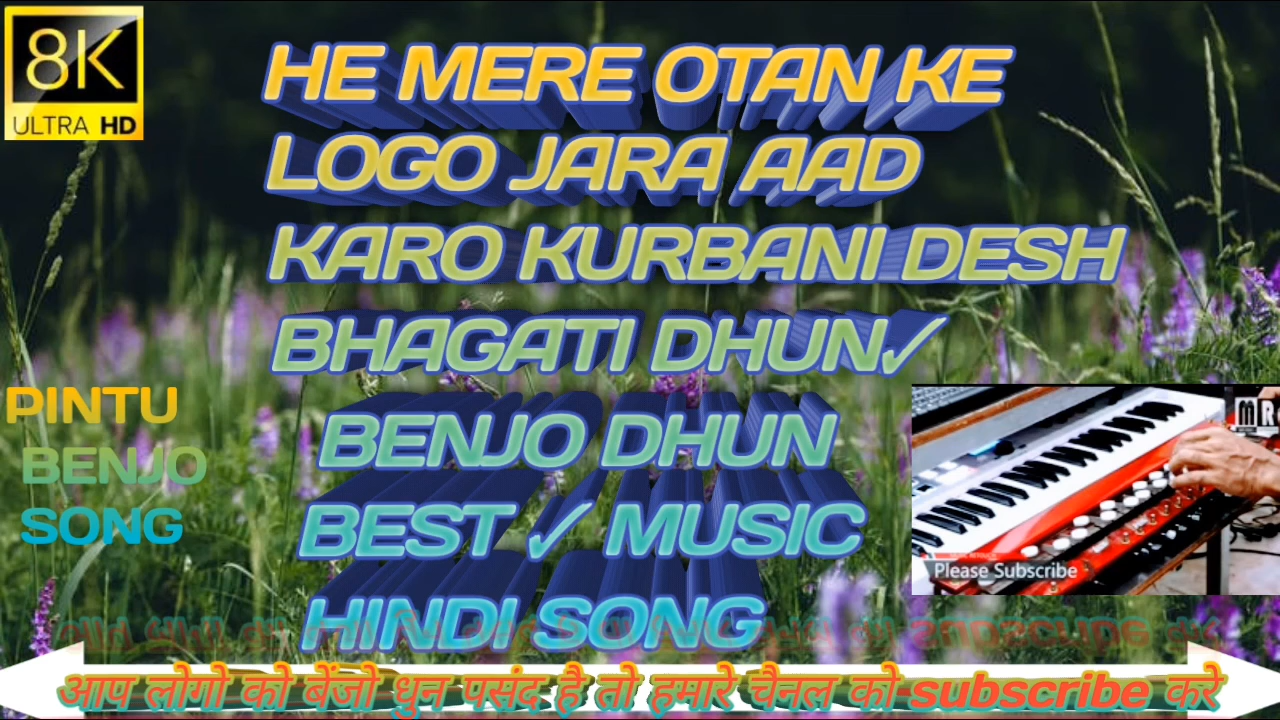 8K
ULTRA HD
HE MERE OTAN KE
LOGO JARA AAD
KARO KURBANI DESH
BHAGATI DHUN✓
BENJO DHUN
BEST ✓ MUSIC
HINDI SONG
PINTU
BENJO
SONG
MR
Please Subscribe
आप लोगो को बेंजो धुन पसंद है तो हमारे चैनल को subscribe करे